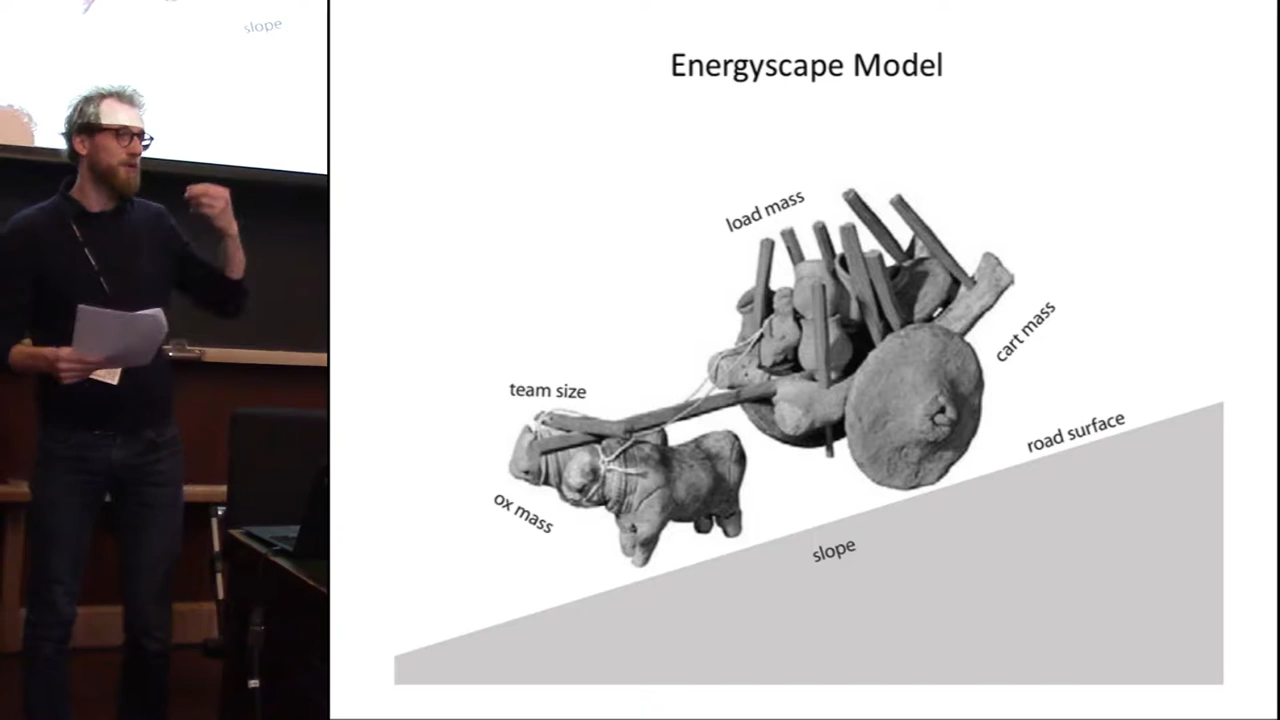 slope
Energyscape Model
load mass
cart mass
team size
road surface
ox mass
slope